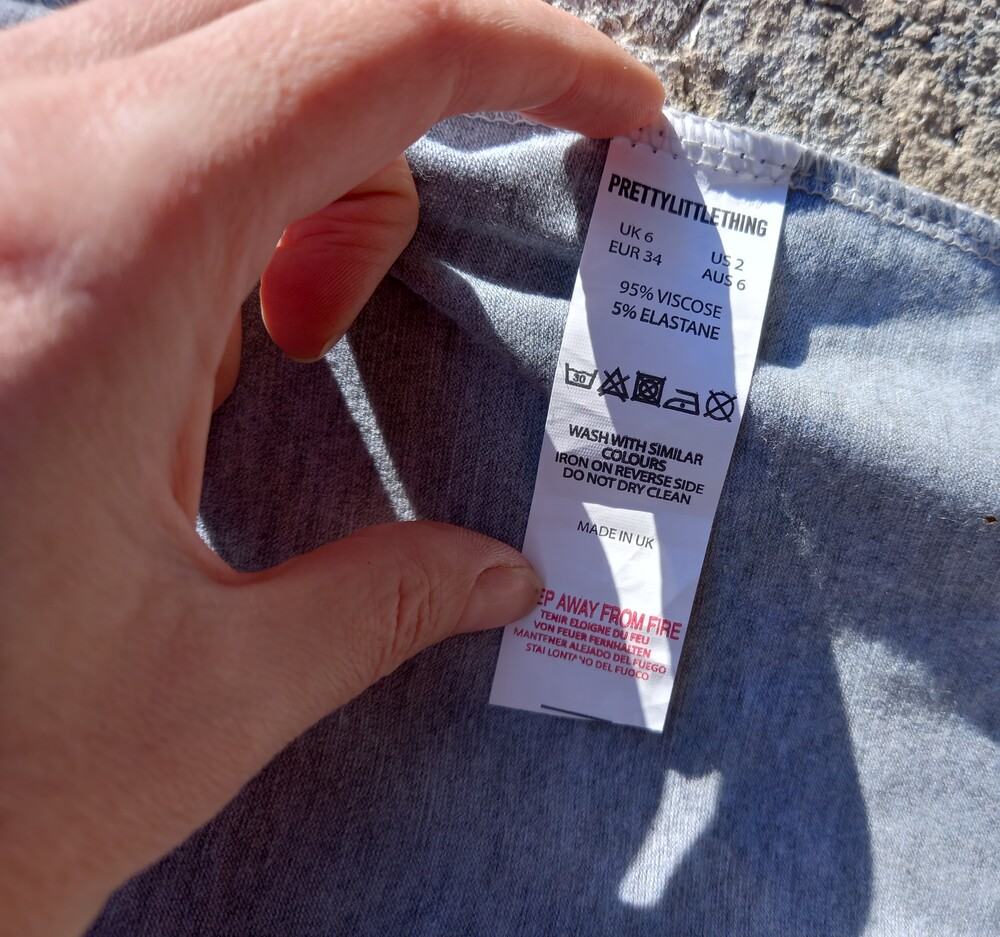 PRETTYLITTLETHING
UK 6 US 2
EUR 34 AUS 6
95% VISCOSE
5% ELASTANE
30
WASH WITH SIMILAR
COLOURS
IRON ON REVERSE SIDE
DO NOT DRY CLEAN
MADE IN UK
EP AWAY FROM FIRE
TENIR ELOIGNE DU FEU
VON FEUER FERNHALTEN
MANTENER ALEJADO DEL FUEGO
STAI LONTANO DEL FUOCO